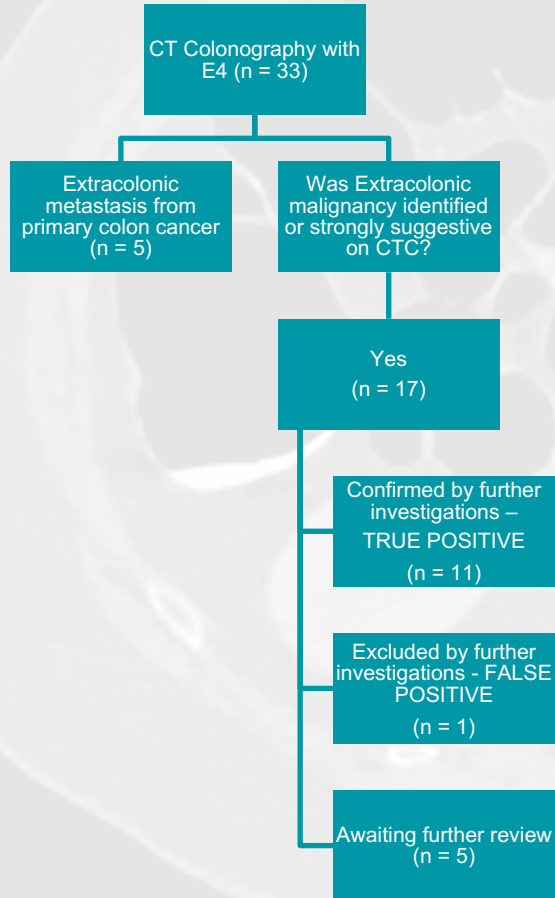 CT Colonography with
E4 (n = 33)
Extracolonic
metastasis from
primary colon cancer
(n = 5)
Was Extracolonic
malignancy identified
or strongly suggestive
on CTC?
Yes
(n = 17)
Confirmed by further
investigations –
TRUE POSITIVE
(n = 11)
Excluded by further
investigations - FALSE
POSITIVE
(n = 1)
Awaiting further review
(n = 5)